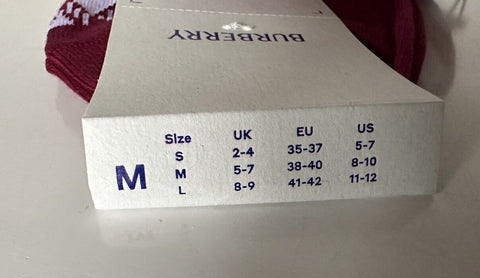 BURBERRY
Size UK EU US
S 2-4 35-37 5-7
M 5-7 38-40 8-10
L 8-9 41-42 11-12
M